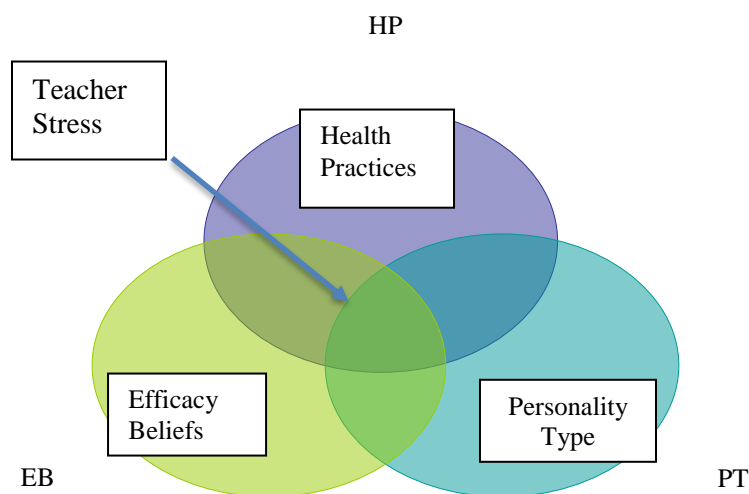 HP
Teacher
Stress
Health
Practices
Efficacy
Beliefs
Personality
Type
EB
PT